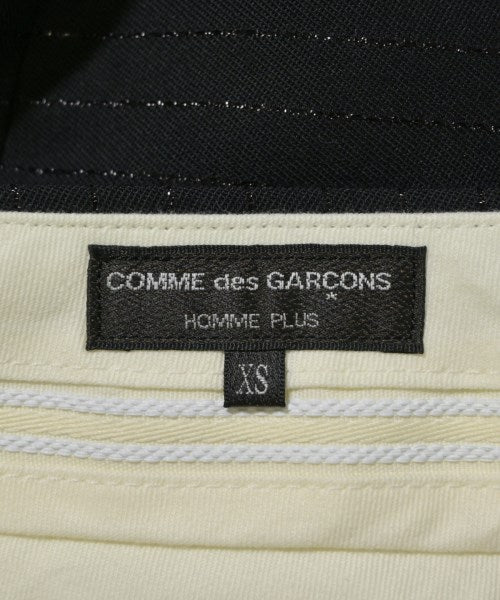 COMME des GARCONS
*
HOMME PLUS
XS